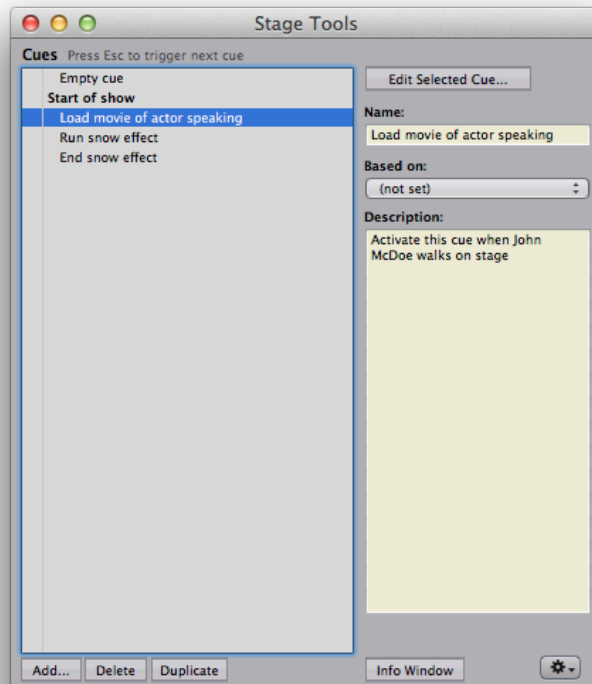 Stage Tools
Cues Press Esc to trigger next cue
Empty cue
Start of show
Load movie of actor speaking
Run snow effect
End snow effect
Edit Selected Cue...
Name:
Load movie of actor speaking
Based on:
(not set)
Description:
Activate this cue when John
McDoe walks on stage
Add...
Delete
Duplicate
Info Window